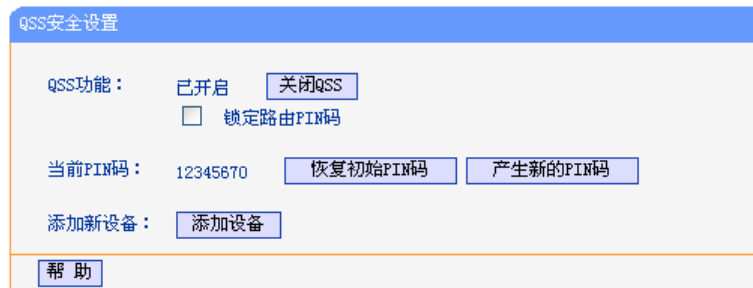 QSS安全设置
QSS功能： 已开启 关闭QSS
锁定路由PIN码
当前PIN码： 12345670 恢复初始PIN码 产生新的PIN码
添加新设备： 添加设备
帮 助